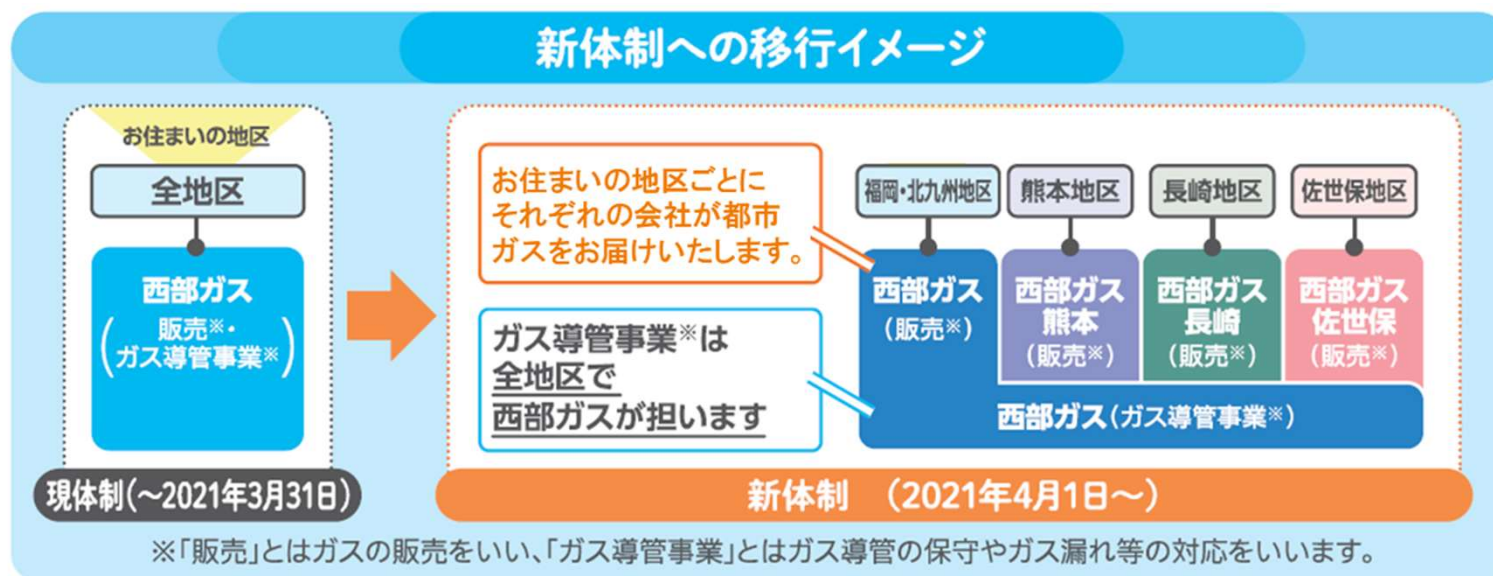 新体制への移行イメージ
お住まいの地区
全地区
西部ガス
(販売※・
ガス導管事業※)
現体制(～2021年3月31日)
お住まいの地区ごとに
それぞれの会社が都市
ガスをお届けいたします。
ガス導管事業※は
全地区で
西部ガスが担います
福岡・北九州地区
西部ガス
(販売※)
熊本地区
西部ガス
熊本
(販売※)
長崎地区
西部ガス
長崎
(販売※)
佐世保地区
西部ガス
佐世保
(販売※)
西部ガス(ガス導管事業※)
新体制 (2021年4月1日～)
※「販売」とはガスの販売をいい、「ガス導管事業」とはガス導管の保守やガス漏れ等の対応をいいます。